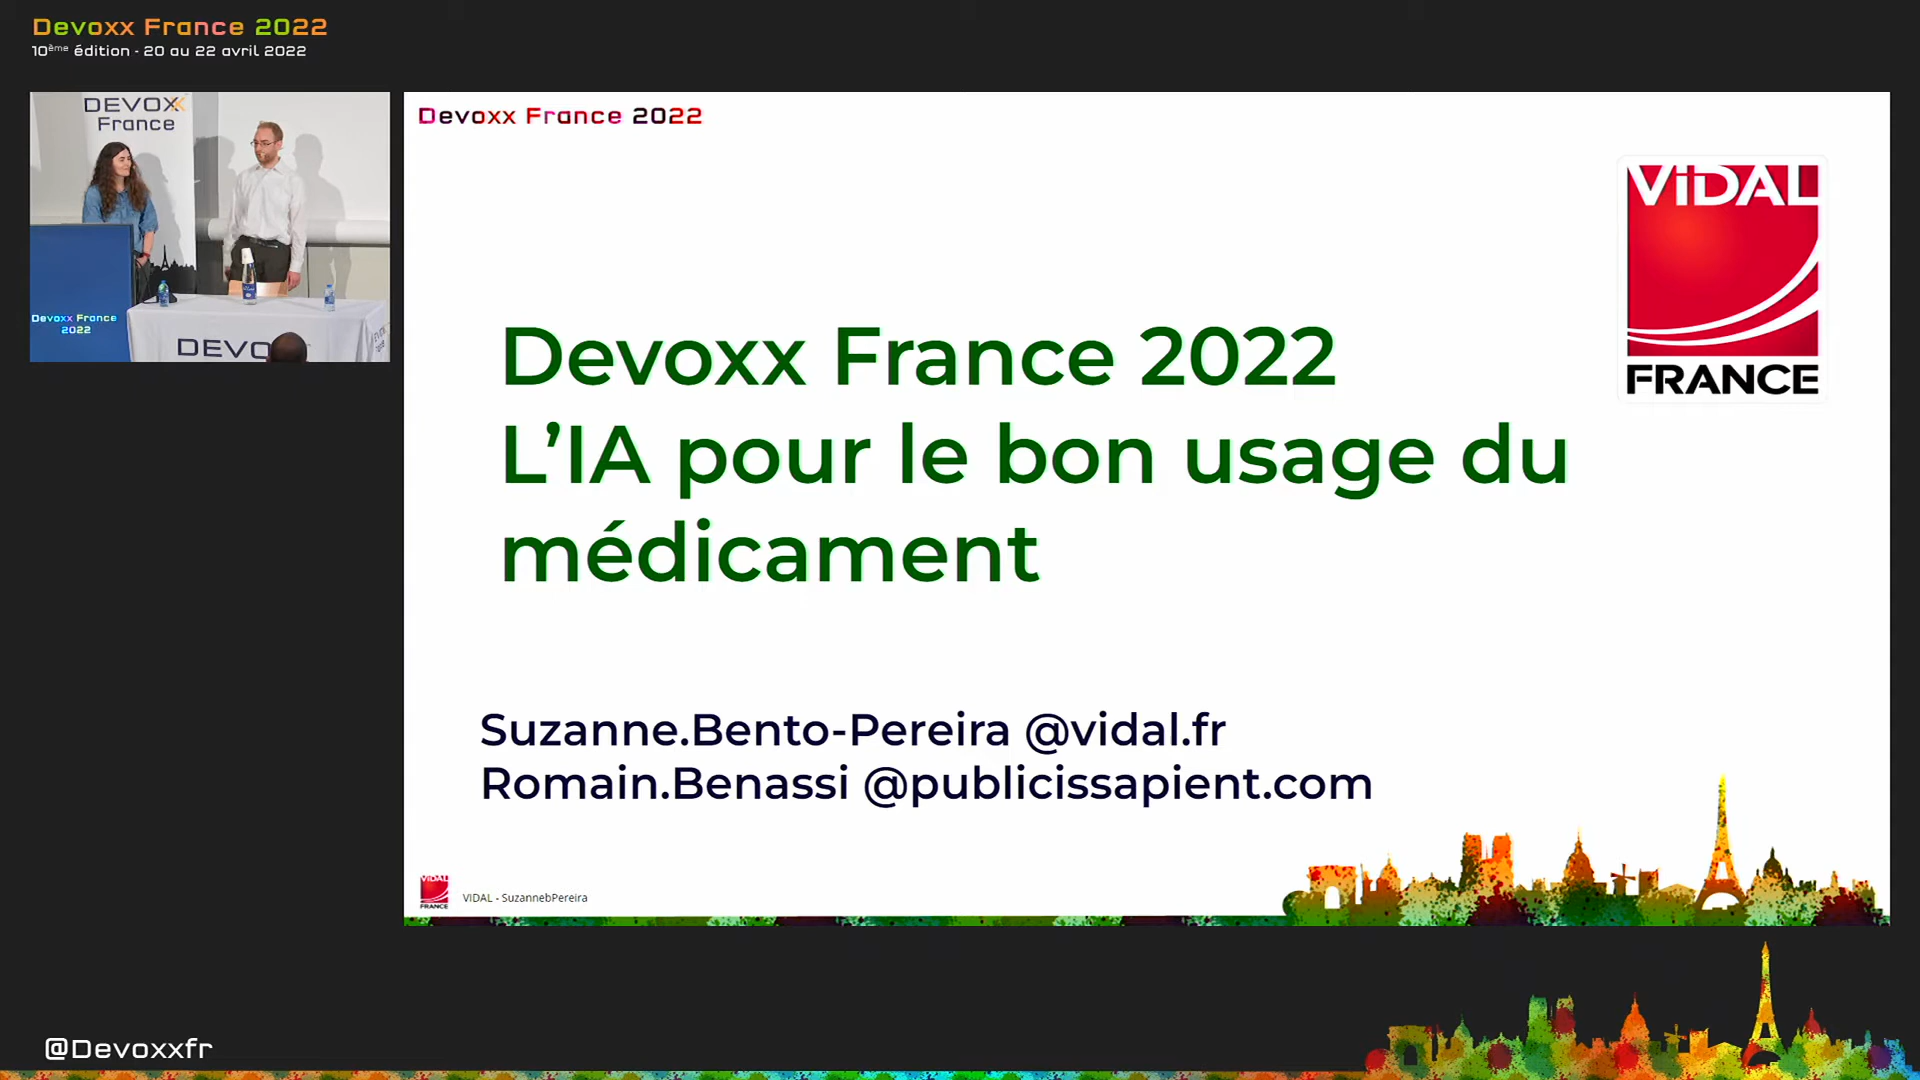 Devoxx France 2022
10ème édition - 20 au 22 avril 2022
DEVOXX
France
Devoxx France
2022
DEVO
Devoxx France 2022
VIDAL
FRANCE
Devoxx France 2022
L’IA pour le bon usage du
médicament
Suzanne.Bento-Pereira @vidal.fr
Romain.Benassi @publicissapient.com
VIDAL
FRANCE
VIDAL - SuzannebPereira
@Devoxxfr